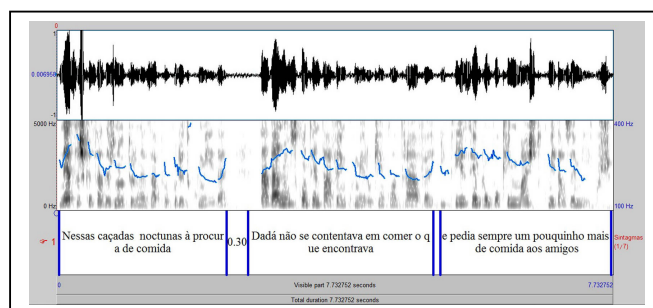 0
1
0.006958
-1
5000 Hz
400 Hz
0 Hz
100 Hz
1
Nessas caçadas noctunas à procur
a de comida
0.30
Dadá não se contentava em comer o q
ue encontrava
e pedia sempre um pouquinho mais
de comida aos amigos
Sintagmas
(1/7)
0
Visible part 7.732752 seconds
7.732752
Total duration 7.732752 seconds